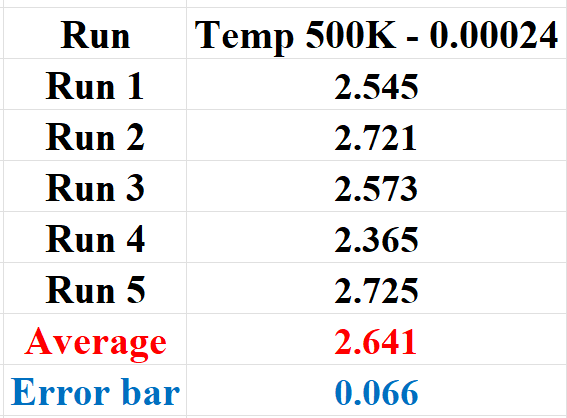 Run Temp 500K - 0.00024
Run 1 2.545
Run 2 2.721
Run 3 2.573
Run 4 2.365
Run 5 2.725
Average 2.641
Error bar 0.066